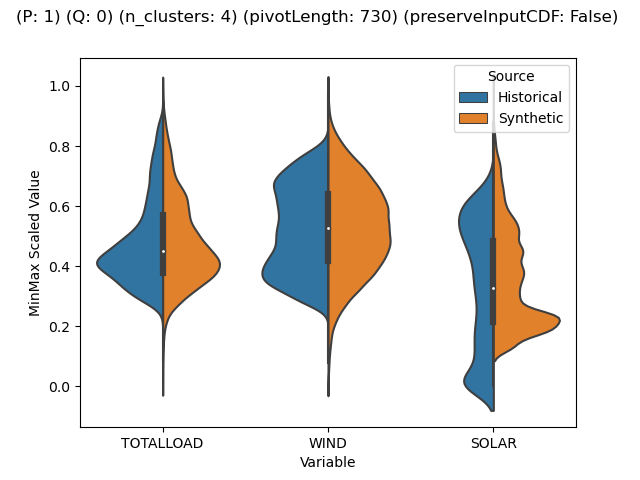 (P: 1) (Q: 0) (n_clusters: 4) (pivotLength: 730) (preserveInputCDF: False)
Source
Historical
Synthetic
1.0
0.8
0.6
0.4
0.2
0.0
MinMax Scaled Value
TOTALLOAD WIND SOLAR
Variable